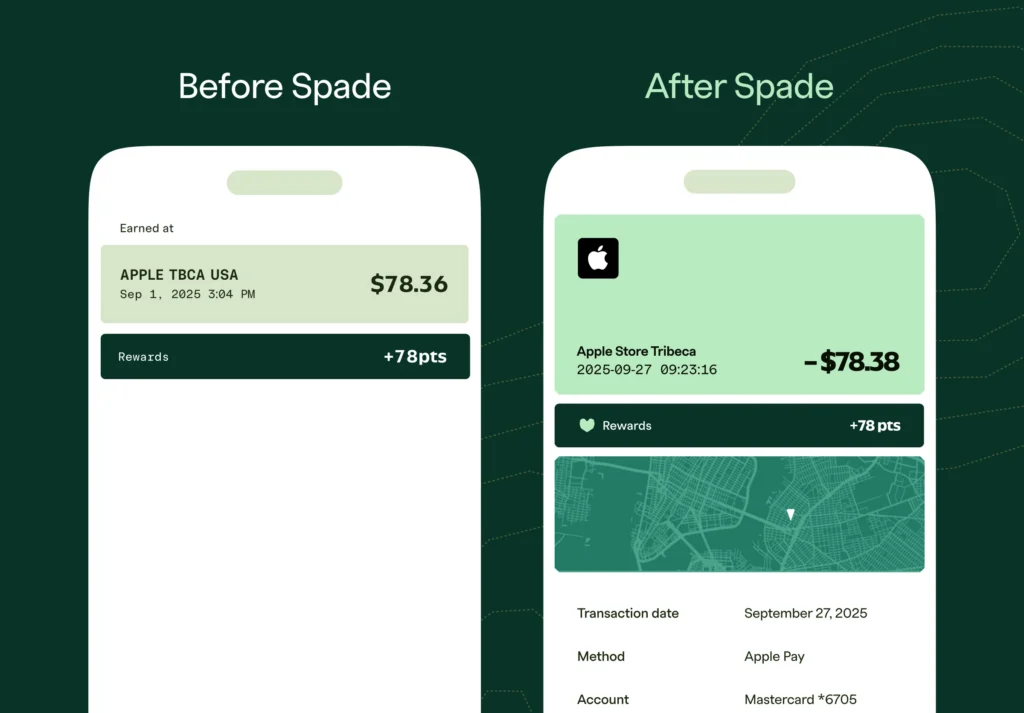 Before Spade
After Spade
Earned at
APPLE TBCA USA
Sep 1, 2025 3:04 PM
$78.36
Rewards
+78pts
Apple Store Tribeca
2025-09-27 09:23:16
–$78.38
Rewards
+78 pts
Transaction date
September 27, 2025
Method
Apple Pay
Account
Mastercard *6705